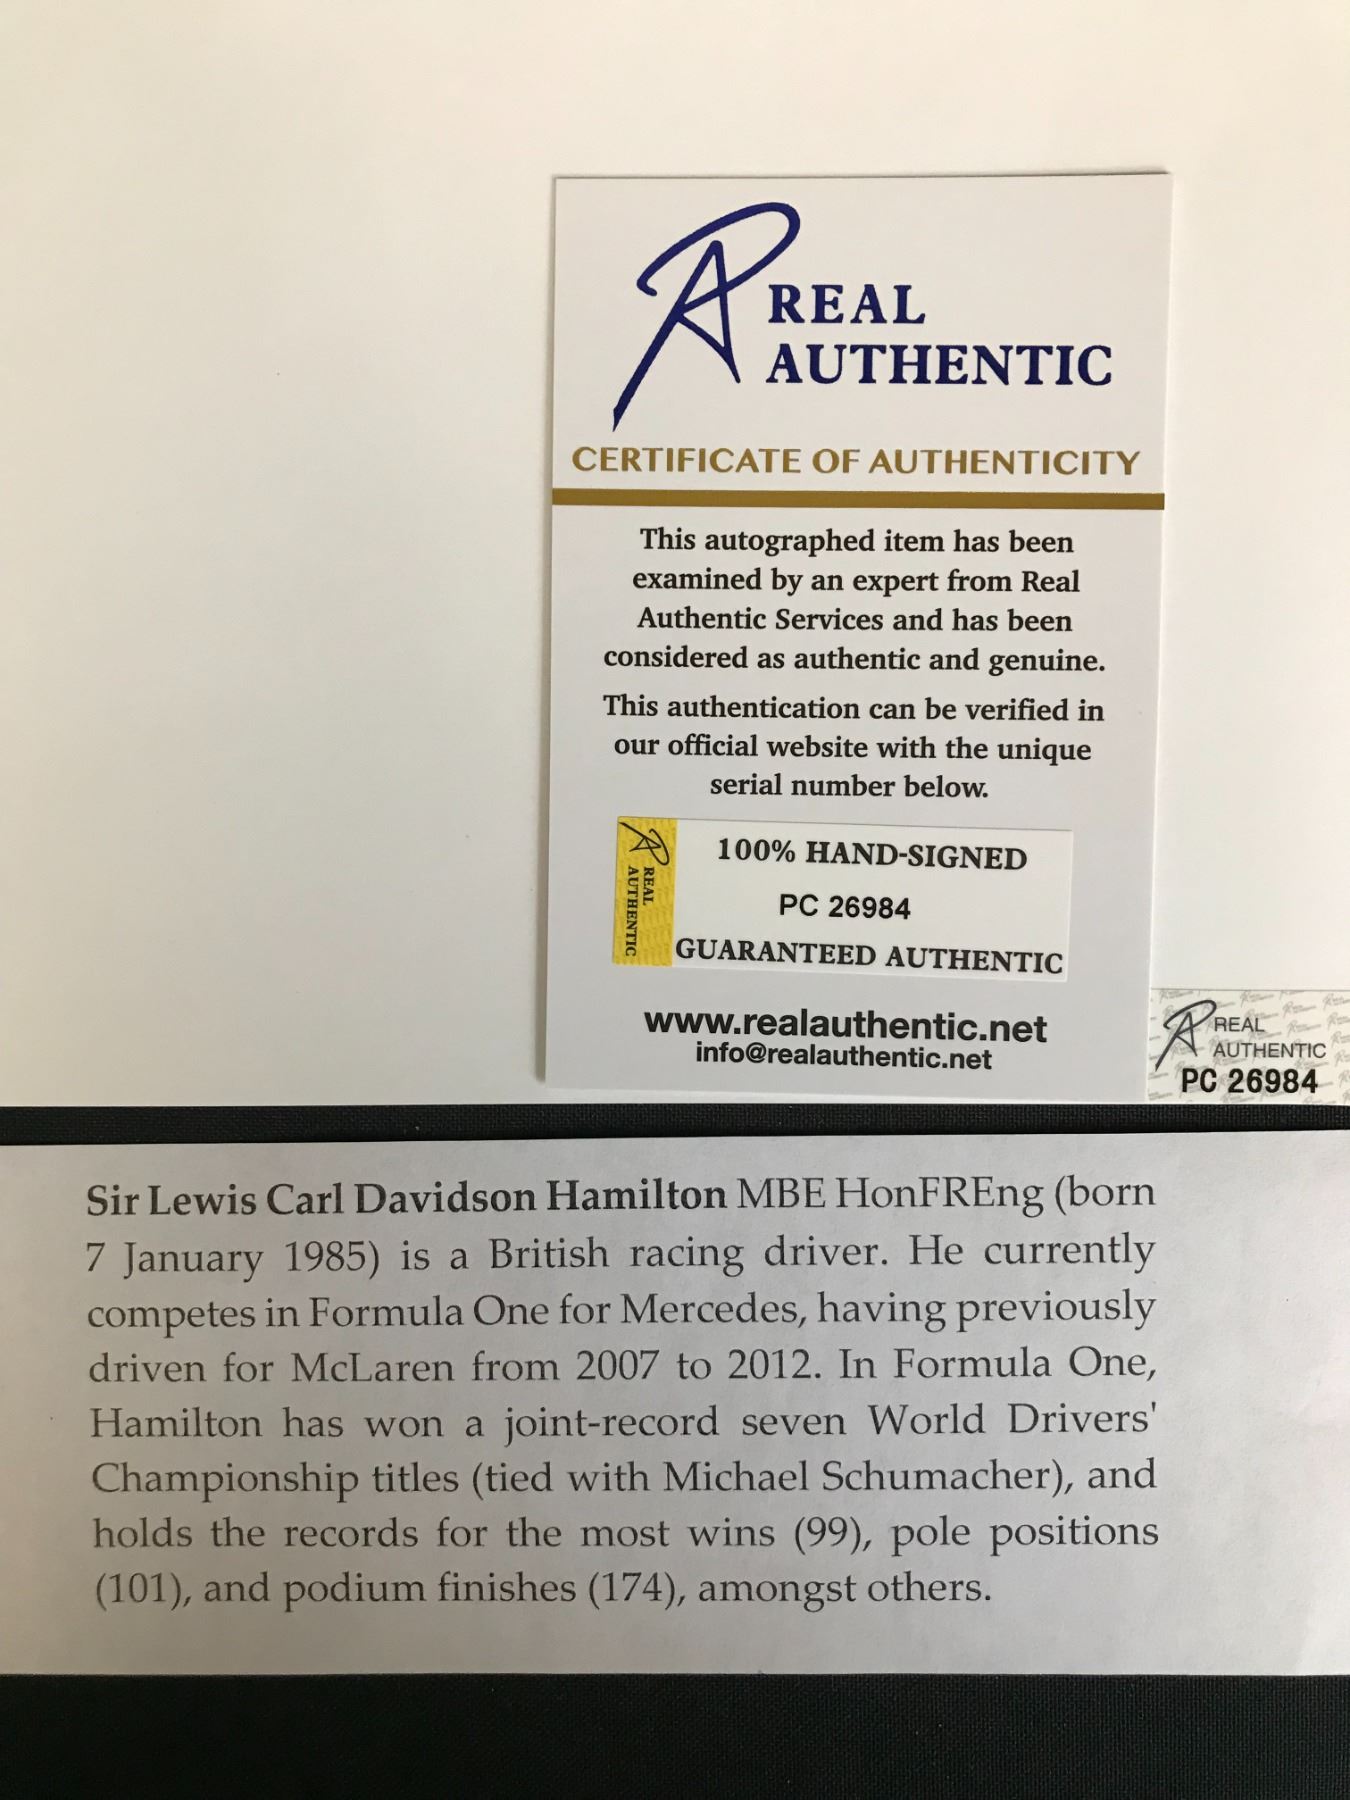 REAL
AUTHENTIC
CERTIFICATE OF AUTHENTICITY
This autographed item has been
examined by an expert from Real
Authentic Services and has been
considered as authentic and genuine.
This authentication can be verified in
our official website with the unique
serial number below.
REAL
AUTHENTIC
100% HAND-SIGNED
PC 26984
GUARANTEED AUTHENTIC
www.realauthentic.net
info@realauthentic.net
REAL
AUTHENTIC
PC 26984
Sir Lewis Carl Davidson Hamilton MBE HonFREng (born
7 January 1985) is a British racing driver. He currently
competes in Formula One for Mercedes, having previously
driven for McLaren from 2007 to 2012. In Formula One,
Hamilton has won a joint-record seven World Drivers'
Championship titles (tied with Michael Schumacher), and
holds the records for the most wins (99), pole positions
(101), and podium finishes (174), amongst others.